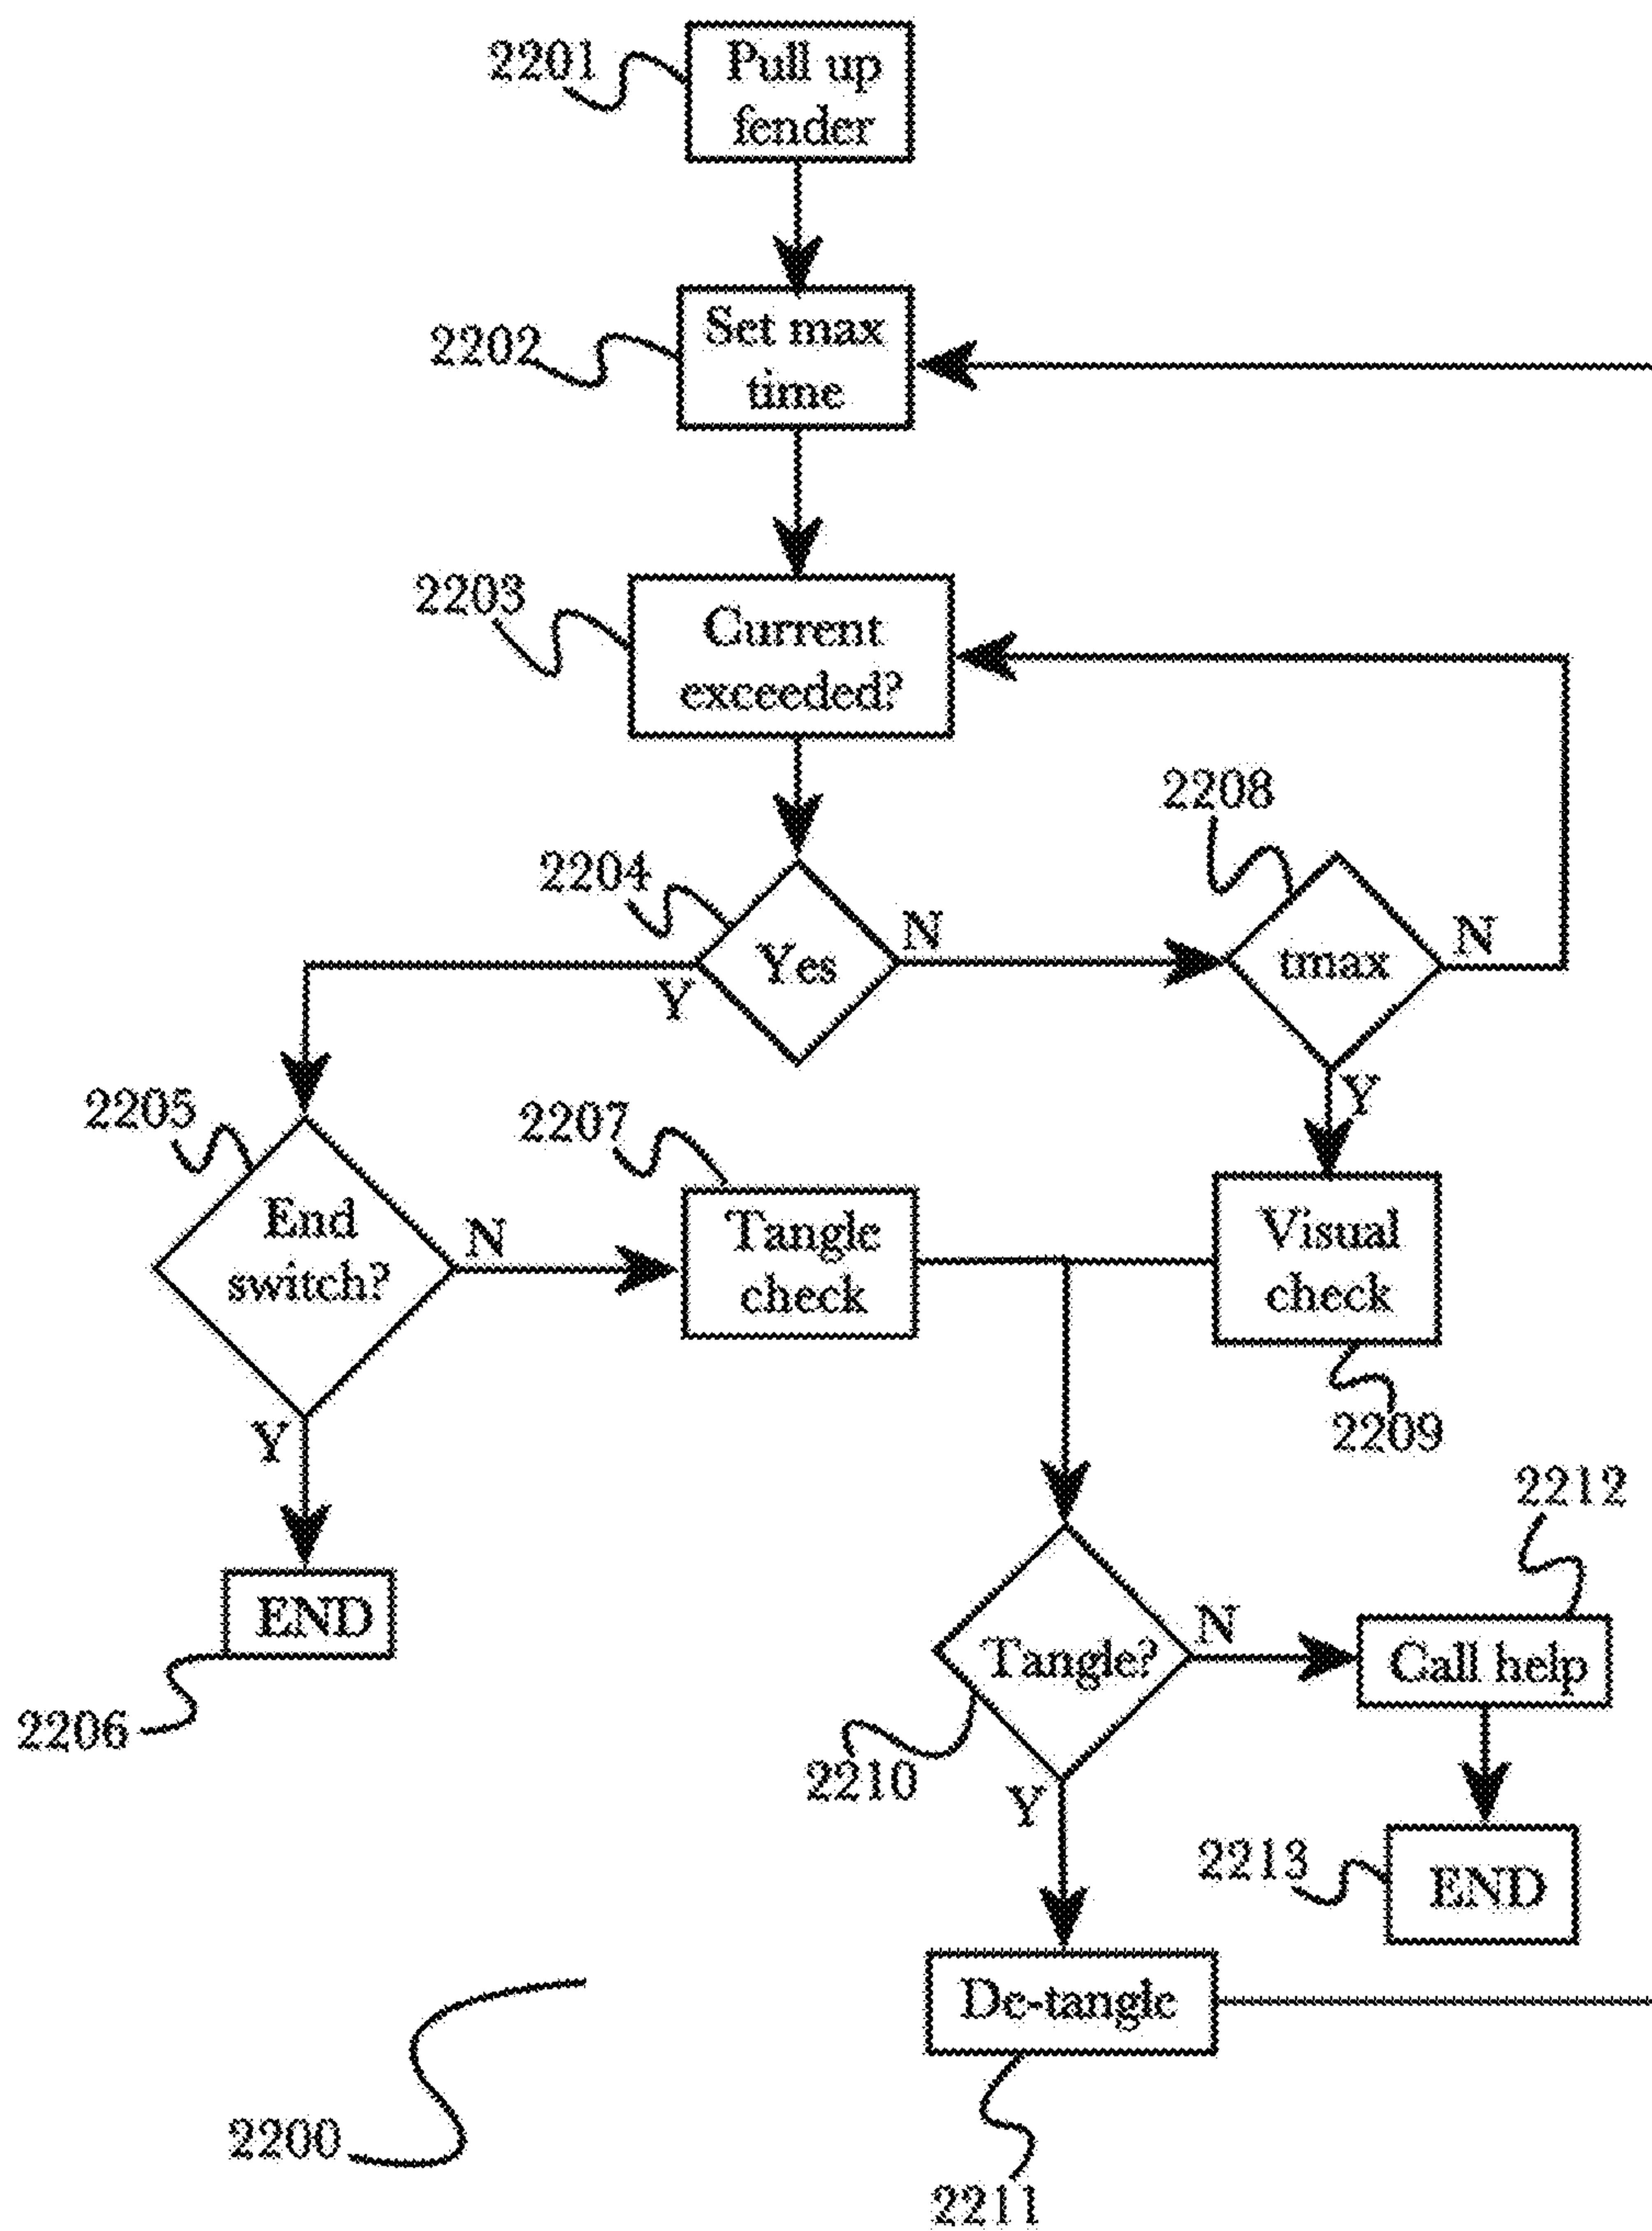 2201
Pull up
fender
2202
Set max
time
2203
Current
exceeded?
2208
2204
Yes
N
Y
tmax
N
Y
2205
End
switch?
N
Y
2207
Tangle
check
Visual
check
2209
2212
END
2206
Tangle?
N
Call help
2210
Y
2213
END
De-tangle
2200
2211